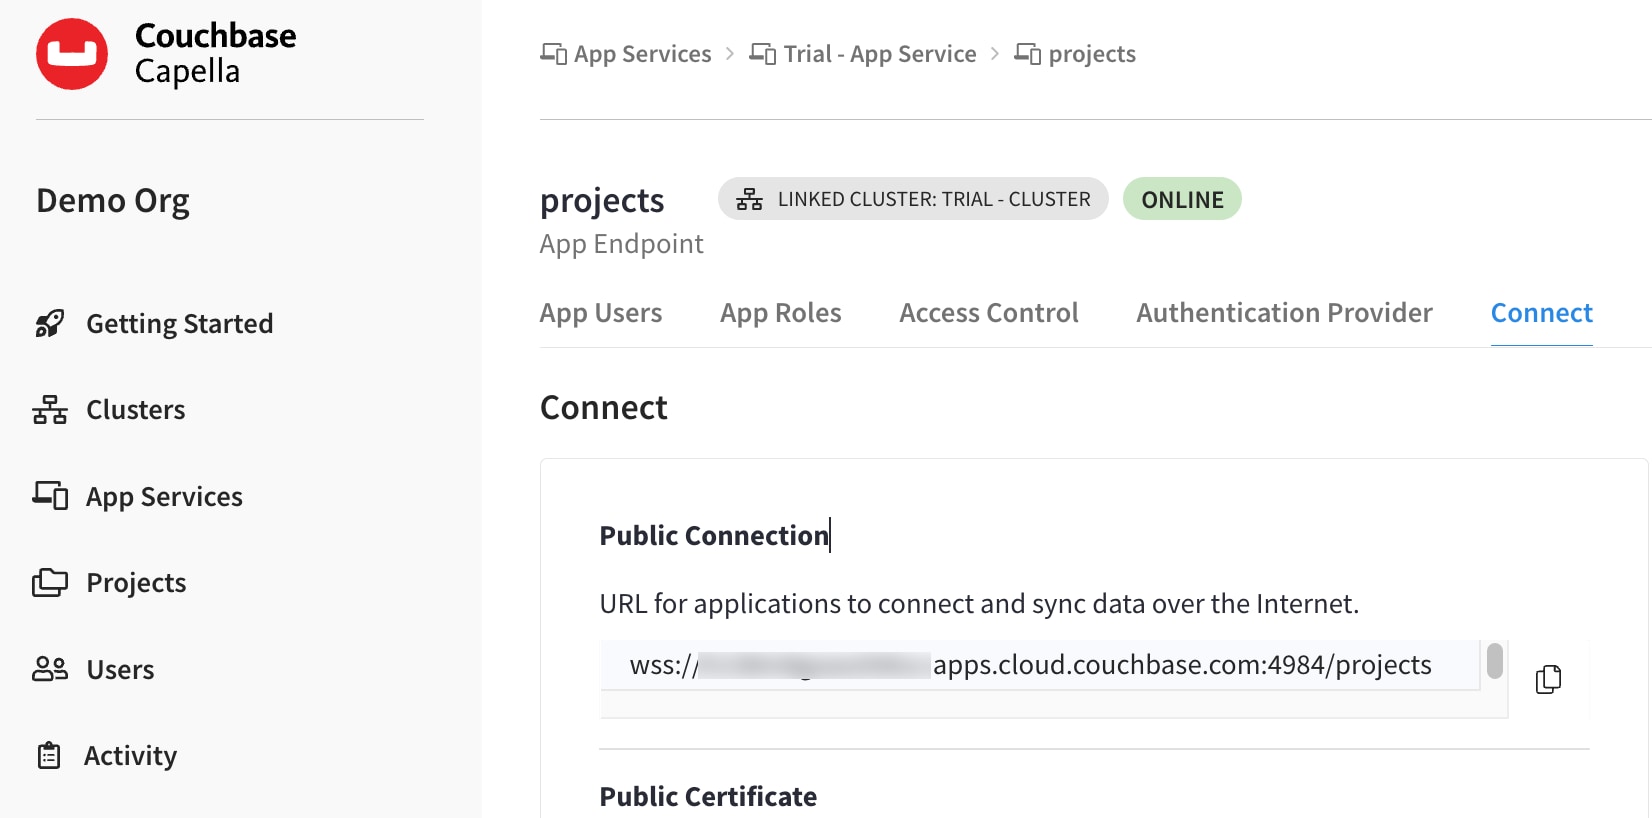 Couchbase
Capella
Demo Org
Getting Started
Clusters
App Services
Projects
Users
Activity
App Services > Trial - App Service > projects
projects LINKED CLUSTER: TRIAL - CLUSTER ONLINE
App Endpoint
App Users App Roles Access Control Authentication Provider Connect
Connect
Public Connection
URL for applications to connect and sync data over the Internet.
wss:// apps.cloud.couchbase.com:4984/projects
Public Certificate